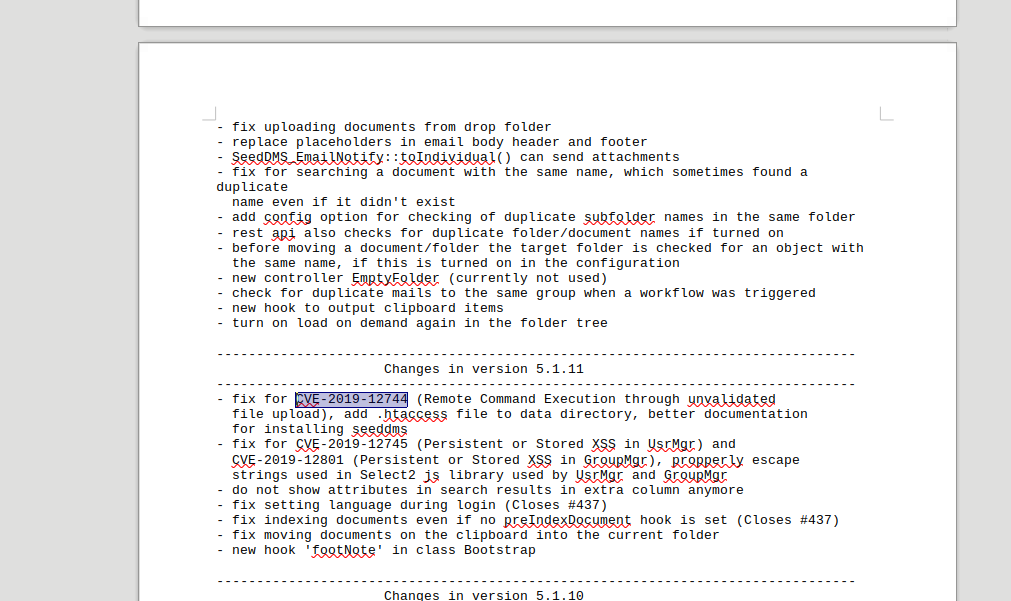 - fix uploading documents from drop folder
- replace placeholders in email body header and footer
- SeedDMS_EmailNotify::toIndividual() can send attachments
- fix for searching a document with the same name, which sometimes found a
duplicate
name even if it didn't exist
- add config option for checking of duplicate subfolder names in the same folder
- rest api also checks for duplicate folder/document names if turned on
- before moving a document/folder the target folder is checked for an object with
the same name, if this is turned on in the configuration
- new controller EmptyFolder (currently not used)
- check for duplicate mails to the same group when a workflow was triggered
- new hook to output clipboard items
- turn on load on demand again in the folder tree
--------------------------------------------------------------------------------
Changes in version 5.1.11
--------------------------------------------------------------------------------
- fix for CVE-2019-12744 (Remote Command Execution through unvalidated
file upload), add .htaccess file to data directory, better documentation
for installing seeddms
- fix for CVE-2019-12745 (Persistent or Stored XSS in UsrMgr) and
CVE-2019-12801 (Persistent or Stored XSS in GroupMgr), propperly escape
strings used in Select2 js library used by UsrMgr and GroupMgr
- do not show attributes in search results in extra column anymore
- fix setting language during login (Closes #437)
- fix indexing documents even if no preIndexDocument hook is set (Closes #437)
- fix moving documents on the clipboard into the current folder
- new hook 'footNote' in class Bootstrap
--------------------------------------------------------------------------------
Changes in version 5.1.10